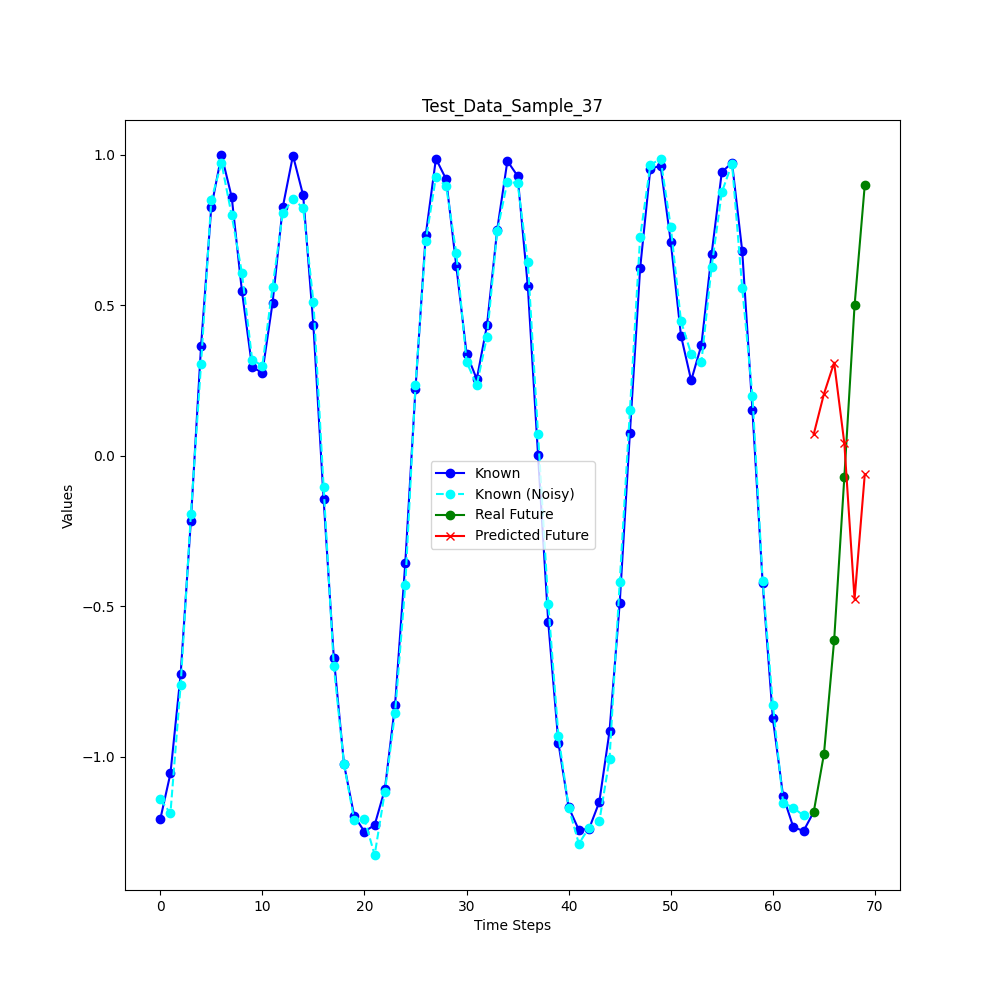 Test_Data_Sample_37
1.0
0.5
0.0
−0.5
−1.0
Values
Known
Known (Noisy)
Real Future
Predicted Future
0 10 20 30 40 50 60 70
Time Steps